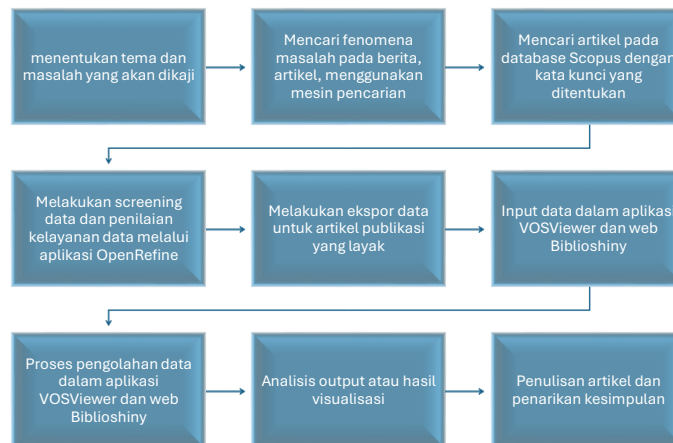 menentukan tema dan
masalah yang akan dikaji
Mencari fenomena
masalah pada berita,
artikel, menggunakan
mesin pencarian
Mencari artikel pada
database Scopus dengan
kata kunci yang
ditentukan
Melakukan screening
data dan penilaian
kelayanan data melalui
aplikasi OpenRefine
Melakukan ekspor data
untuk artikel publikasi
yang layak
Input data dalam aplikasi
VOSViewer dan web
Biblioshiny
Proses pengolahan data
dalam aplikasi
VOSViewer dan web
Biblioshiny
Analisis output atau hasil
visualisasi
Penulisan artikel dan
penarikan kesimpulan